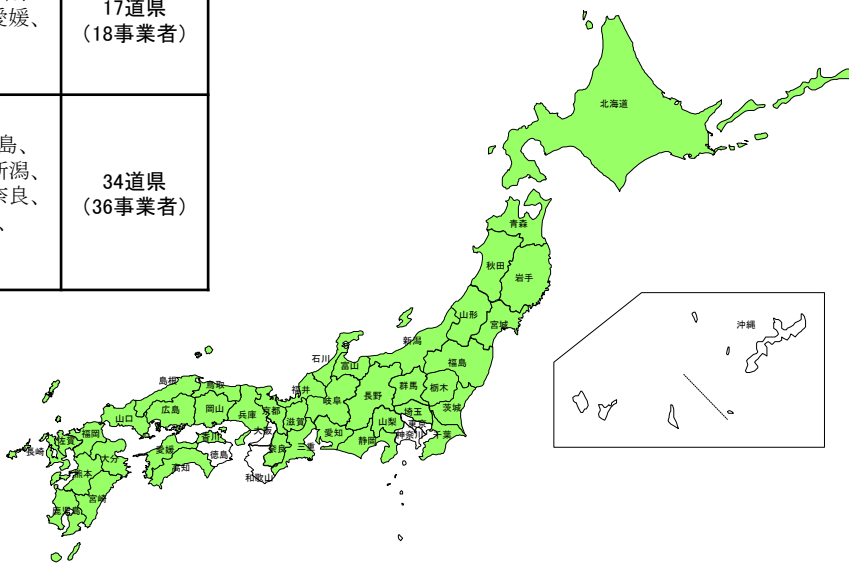 愛媛、
17道県
(18事業者)
島、
新潟、
奈良、
、
34道県
(36事業者)
北海道
青森
秋田
岩手
山形
宮城
新潟
福島
石川
富山
群馬
栃木
茨城
福井
岐阜
長野
埼玉
山梨
東京
千葉
神奈川
静岡
愛知
滋賀
京都
三重
奈良
大阪
兵庫
和歌山
島根
鳥取
岡山
広島
山口
香川
愛媛
徳島
高知
福岡
佐賀
長崎
大分
熊本
宮崎
鹿児島
沖縄